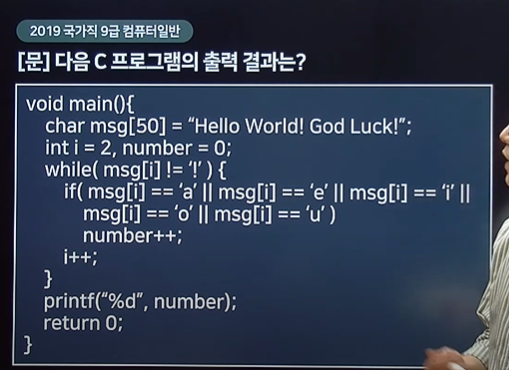 2019 국가직 9급 컴퓨터일반
[문] 다음 C 프로그램의 출력 결과는?
void main(){
char msg[50] = “Hello World! God Luck!”;
int i = 2, number = 0;
while( msg[i] != ‘!’ ) {
if( msg[i] == ‘a’ || msg[i] == ‘e’ || msg[i] == ‘i’ ||
msg[i] == ‘o’ || msg[i] == ‘u’ )
number++;
i++;
}
printf(“%d”, number);
return 0;
}